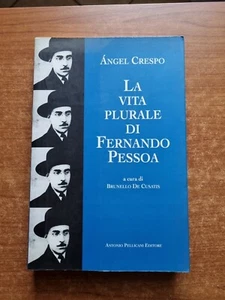 ÁNGEL CRESPO
LA
VITA
PLURALE
DI
FERNANDO
PESSOA
a cura di
BRUNELLO DE CUSATIS
ANTONIO PELLICANI EDITORE